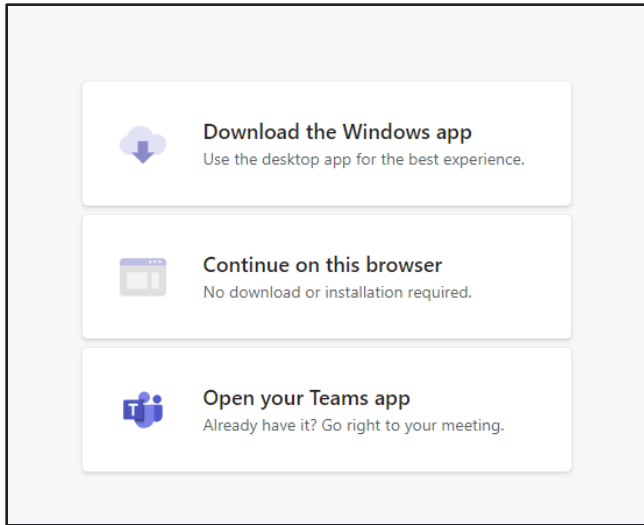 Download the Windows app
Use the desktop app for the best experience.
Continue on this browser
No download or installation required.
T
Open your Teams app
Already have it? Go right to your meeting.